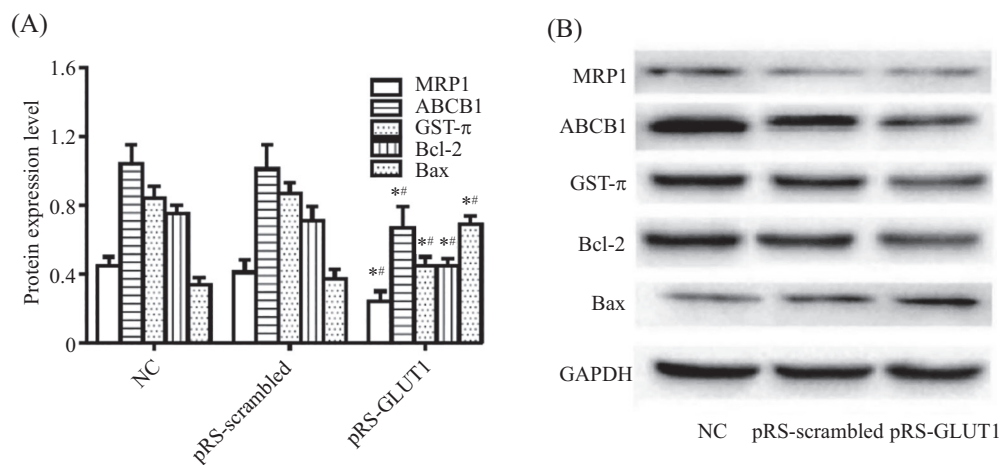 (A)
1.6
1.2
0.8
0.4
0
Protein expression level
MRP1
ABCB1
GST-π
Bcl-2
Bax
*#
*#
*# *#
*#
NC
pRS-scrambled
pRS-GLUT1
(B)
MRP1
ABCB1
GST-π
Bcl-2
Bax
GAPDH
NC pRS-scrambled pRS-GLUT1